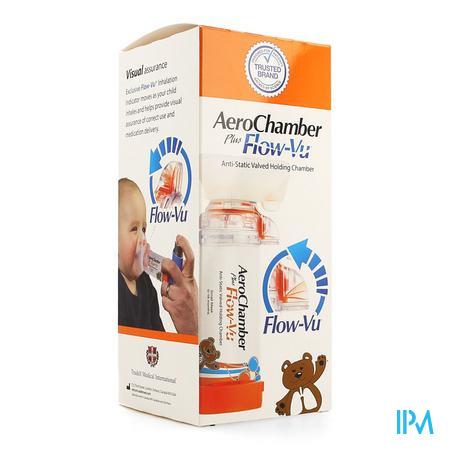 Visual assurance
Exclusive Flow-Vu® Inhalation
Indicator moves as your child
inhales and helps provide visual
assurance of correct use and
medication delivery.
Flow-Vu
Trudell Medical International®
TRUSTED
BRAND
AeroChamber
Plus Flow-Vu
Anti-Static Valved Holding Chamber
AeroChamber
Plus Flow-Vu
Anti-Static Valved Holding Chamber
Small Mask
Flow-Vu
IPM